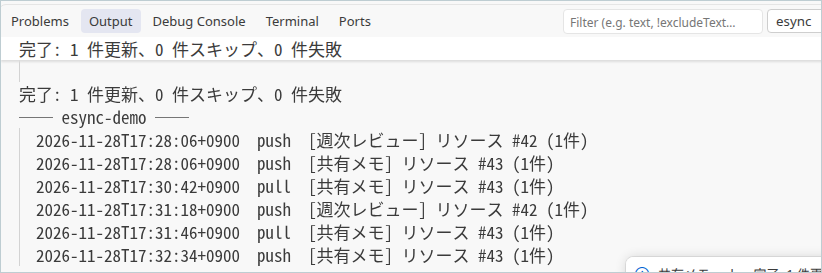 Problems Output Debug Console Terminal Ports Filter (e.g. text, !excludeText... esync
完了: 1 件更新、0 件スキップ、0 件失敗
完了: 1 件更新、0 件スキップ、0 件失敗
─── esync-demo ───
2026-11-28T17:28:06+0900 push [週次レビュー] リソース #42 (1件)
2026-11-28T17:28:06+0900 push [共有メモ] リソース #43 (1件)
2026-11-28T17:30:42+0900 pull [共有メモ] リソース #43 (1件)
2026-11-28T17:31:18+0900 push [週次レビュー] リソース #42 (1件)
2026-11-28T17:31:46+0900 pull [共有メモ] リソース #43 (1件)
2026-11-28T17:32:34+0900 push [共有メモ] リソース #43 (1件)